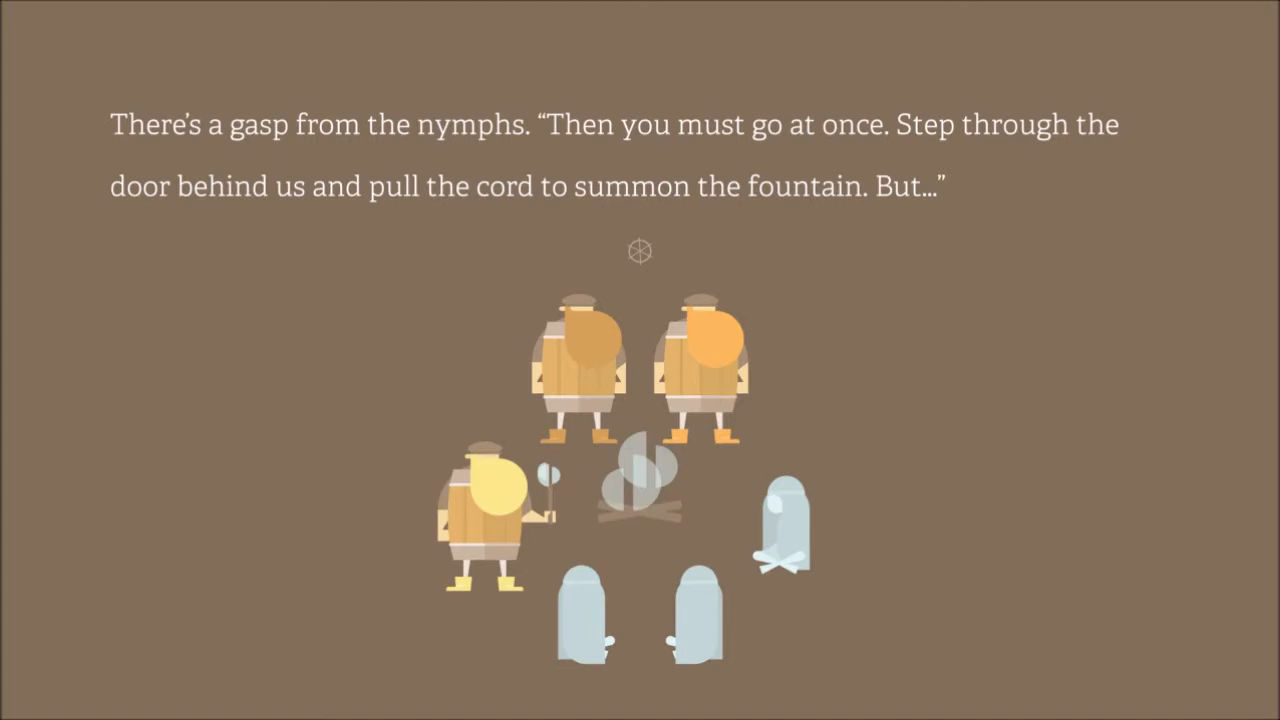 There’s a gasp from the nymphs. “Then you must go at once. Step through the
door behind us and pull the cord to summon the fountain. But...”